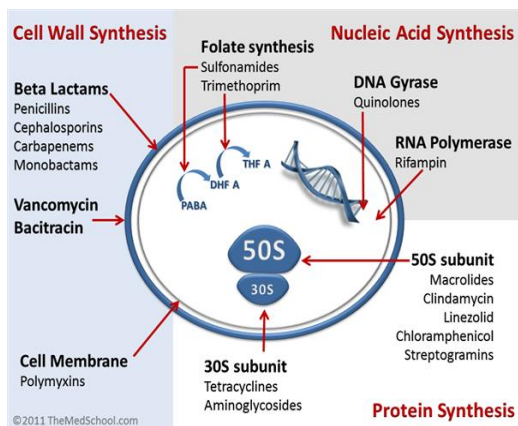 Cell Wall Synthesis
Nucleic Acid Synthesis
Folate synthesis
Sulfonamides
Trimethoprim
Beta Lactams
Penicillins
Cephalosporins
Carbapenems
Monobactams
DNA Gyrase
Quinolones
RNA Polymerase
Rifampin
THF A
DHF A
PABA
Vancomycin
Bacitracin
50S
30S
50S subunit
Macrolides
Clindamycin
Linezolid
Chloramphenicol
Streptogramins
Cell Membrane
Polymyxins
30S subunit
Tetracyclines
Aminoglycosides
Protein Synthesis
©2011 TheMedSchool.com